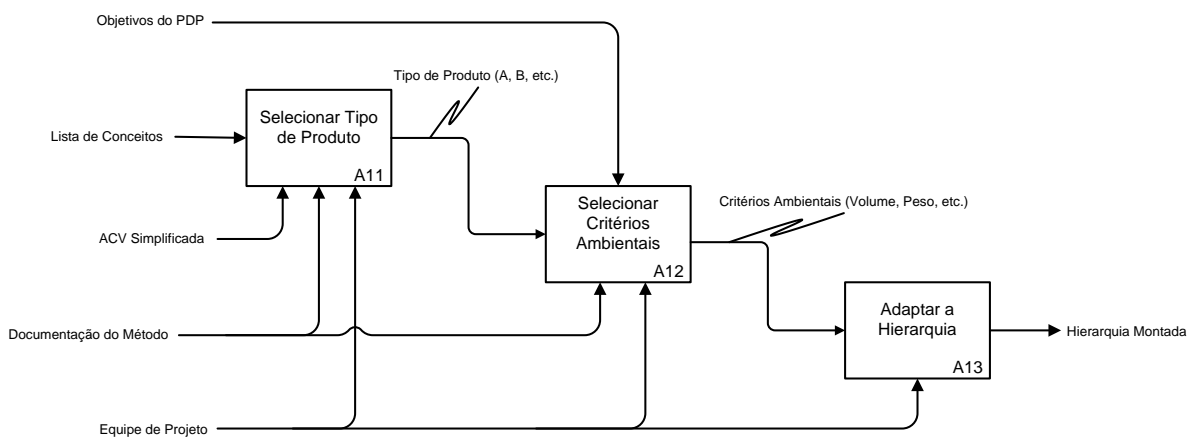 Objetivos do PDP
Tipo de Produto (A, B, etc.)
Selecionar Tipo
de Produto
A11
Lista de Conceitos
ACV Simplificada
Selecionar
Critérios
Ambientais
A12
Critérios Ambientais (Volume, Peso, etc.)
Documentação do Método
Adaptar a
Hierarquia
A13
Hierarquia Montada
Equipe de Projeto